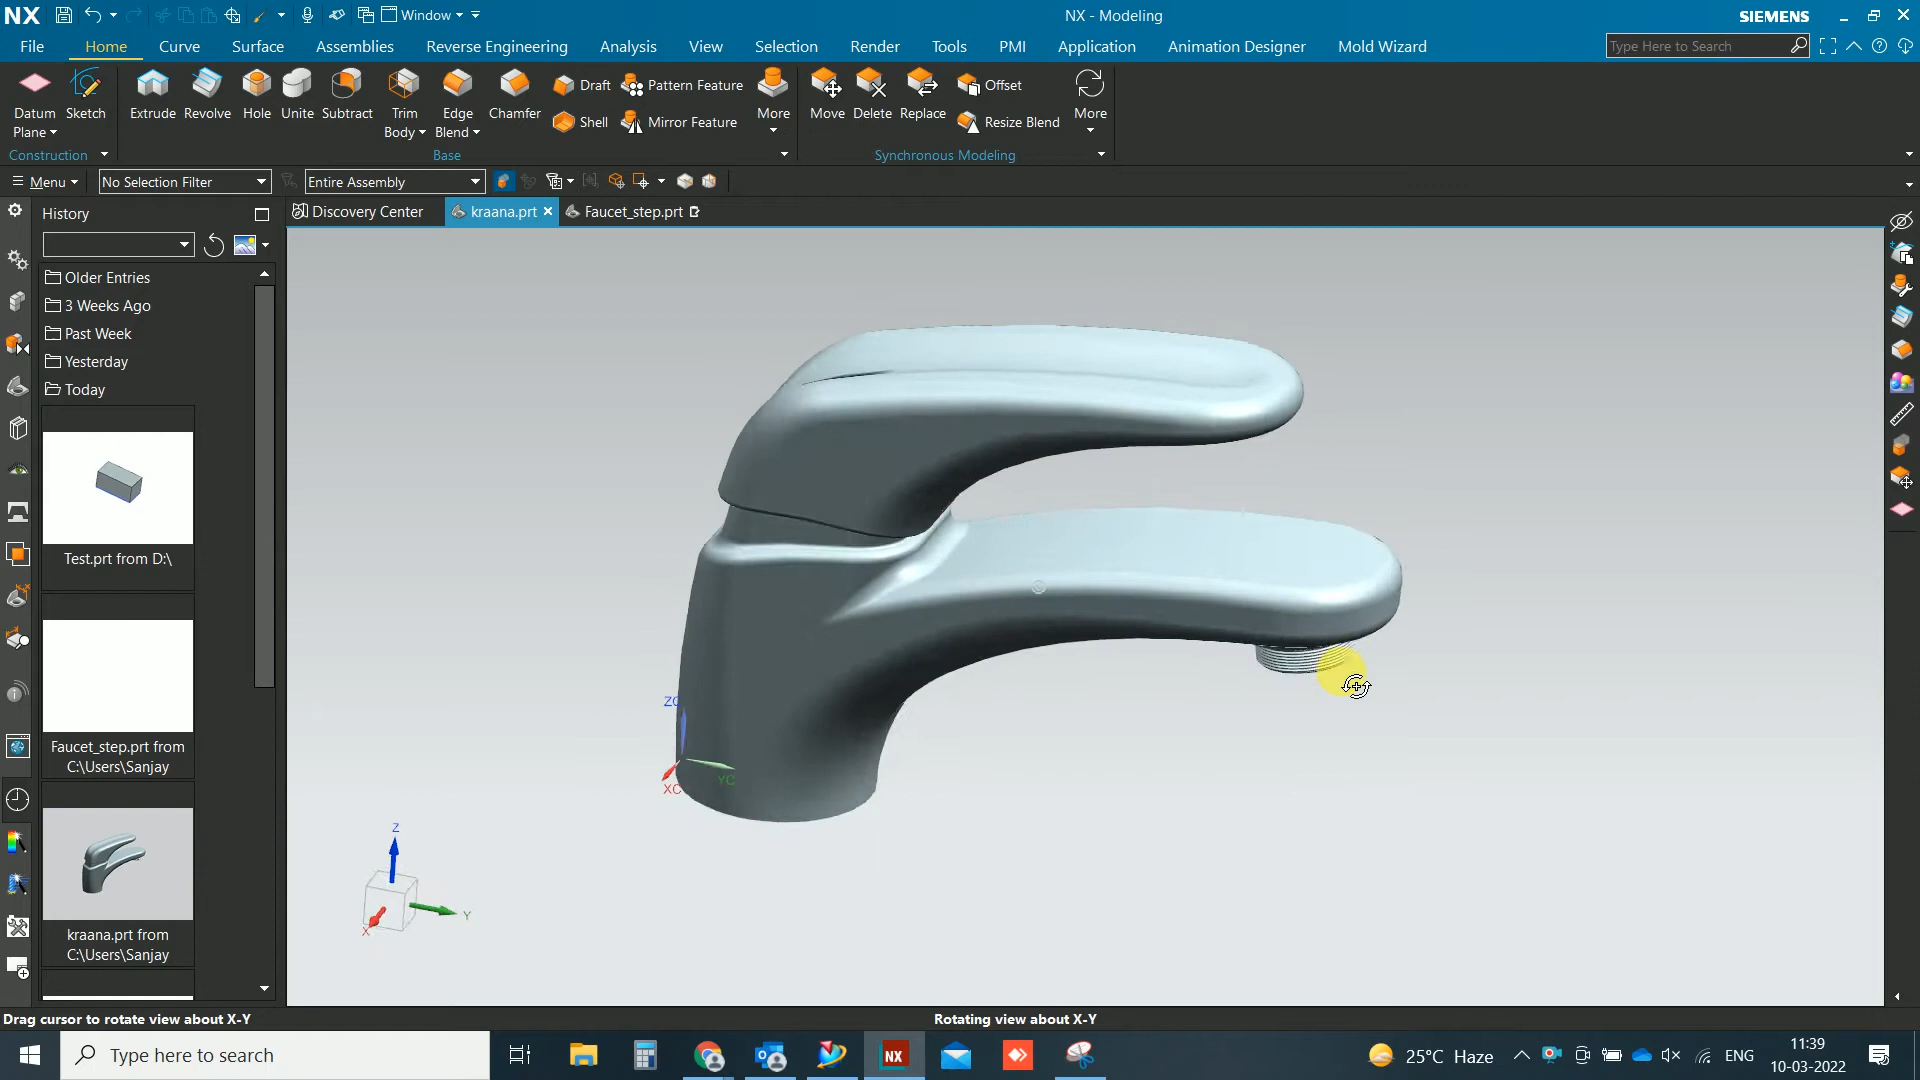 NX
Window
NX - Modeling
SIEMENS
File
Home
Curve
Surface
Assemblies
Reverse Engineering
Analysis
View
Selection
Render
Tools
PMI
Application
Animation Designer
Mold Wizard
Type Here to Search
Datum Plane
Sketch
Extrude
Revolve
Hole
Unite
Subtract
Trim Body
Edge Blend
Chamfer
Draft
Shell
Pattern Feature
Mirror Feature
More
Move
Delete
Replace
Offset
Resize Blend
More
Construction
Base
Synchronous Modeling
Menu
No Selection Filter
Entire Assembly
History
Discovery Center
kraana.prt
Faucet_step.prt
Older Entries
3 Weeks Ago
Past Week
Yesterday
Today
Test.prt from D:\
Faucet_step.prt from
C:\Users\Sanjay
kraana.prt from
C:\Users\Sanjay
ZC
YC
XC
Z
Y
X
Drag cursor to rotate view about X-Y
Rotating view about X-Y
Type here to search
NX
25°C Haze
ENG
11:39
10-03-2022